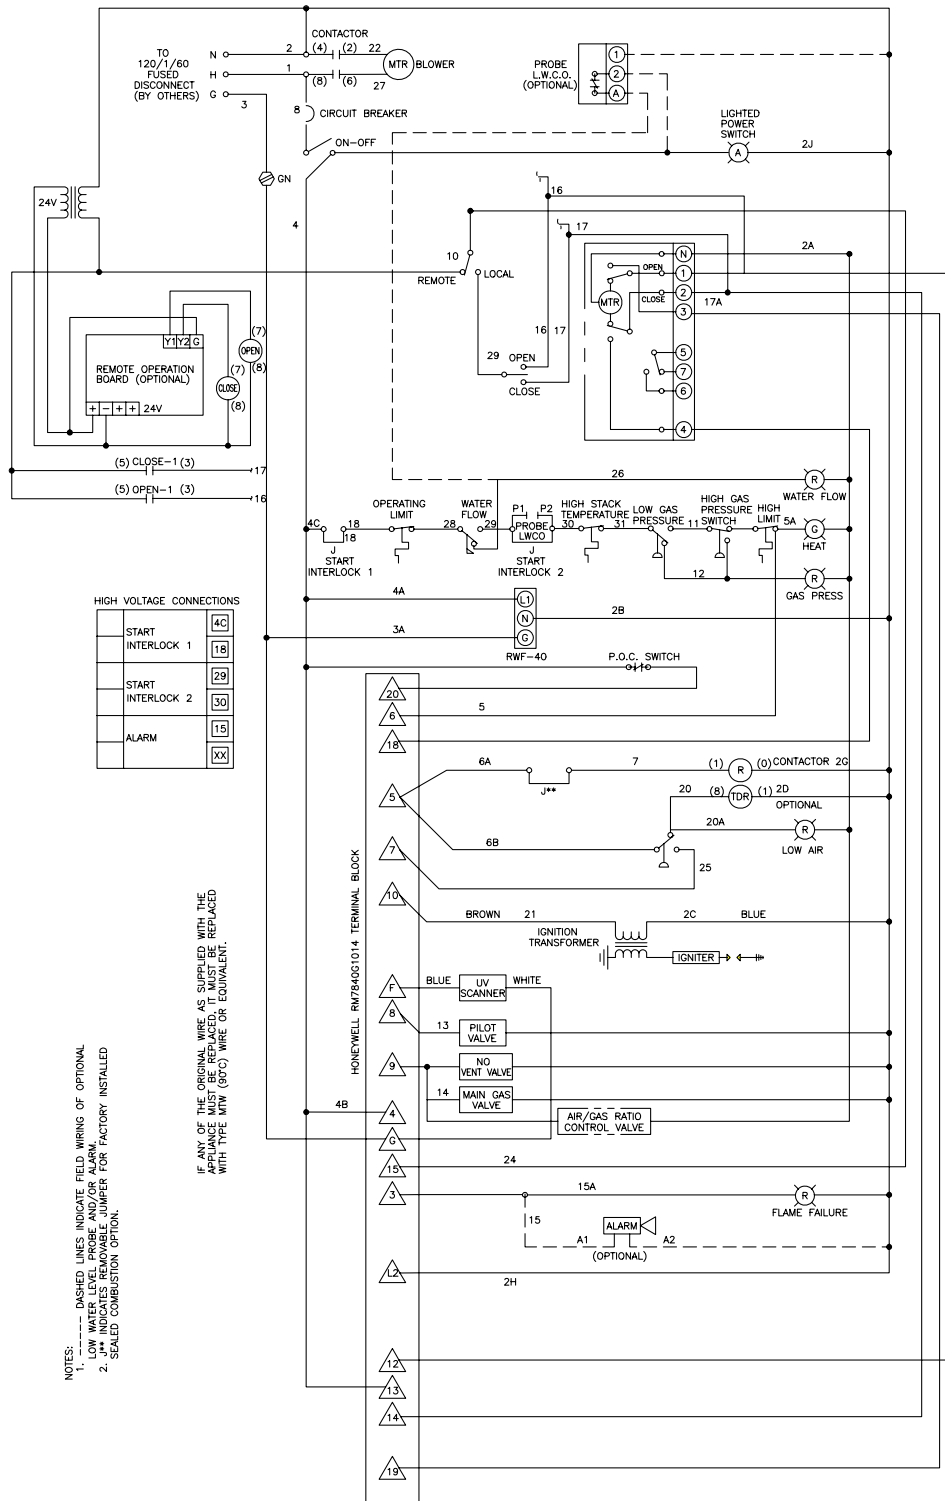 CONTACTOR
TO
120/1/60
FUSED
DISCONNECT
(BY OTHERS)
N
2
(4)
(2)
22
H
1
(8)
(6)
27
MTR
BLOWER
G
3
8
CIRCUIT BREAKER
ON-OFF
PROBE
L.W.C.O.
(OPTIONAL)
1
2
A
LIGHTED
POWER
SWITCH
A
2J
GN
24V
4
16
17
10
REMOTE
LOCAL
2A
N
OPEN
1
MTR
CLOSE
2
17A
3
5
7
6
4
16
17
29
OPEN
CLOSE
Y1
Y2
G
(7)
OPEN
(8)
(7)
CLOSE
(8)
REMOTE OPERATION
BOARD (OPTIONAL)
+
-
+
+
24V
(5) CLOSE-1 (3)
17
(5) OPEN-1 (3)
16
26
R
WATER FLOW
4C
18
18
J
START
INTERLOCK 1
OPERATING
LIMIT
28
WATER
FLOW
29
P1
P2
PROBE
LWCO
J
START
INTERLOCK 2
30
HIGH STACK
TEMPERATURE
31
LOW GAS
PRESSURE
11
HIGH GAS
PRESSURE
SWITCH
HIGH
LIMIT
5A
G
HEAT
12
R
GAS PRESS
4A
L1
N
2B
3A
G
RWF-40
P.O.C. SWITCH
HIGH VOLTAGE CONNECTIONS
START
INTERLOCK 1
4C
18
START
INTERLOCK 2
29
30
ALARM
15
XX
20
6
5
18
6A
J**
7
(1)
R
(0)
CONTACTOR 2G
5
20
(8)
TDR
(1)
2D
OPTIONAL
20A
R
LOW AIR
6B
7
25
10
BROWN
21
2C
BLUE
IGNITION
TRANSFORMER
IGNITER
HONEYWELL RM7840G1014 TERMINAL BLOCK
F
BLUE
UV
SCANNER
WHITE
8
13
PILOT
VALVE
9
NO
VENT VALVE
14
MAIN GAS
VALVE
AIR/GAS RATIO
CONTROL VALVE
4B
4
G
15
24
3
15A
R
FLAME FAILURE
15
ALARM
A1
A2
(OPTIONAL)
L2
2H
12
13
14
19
IF ANY OF THE ORIGINAL WIRE AS SUPPLIED WITH THE
APPLIANCE MUST BE REPLACED, IT MUST BE REPLACED
WITH TYPE MTW (90°C) WIRE OR EQUIVALENT.
NOTES:
1. ------ DASHED LINES INDICATE FIELD WIRING OF OPTIONAL
LOW WATER LEVEL PROBE AND/OR ALARM.
2. J** INDICATES REMOVABLE JUMPER FOR FACTORY INSTALLED
SEALED COMBUSTION OPTION.